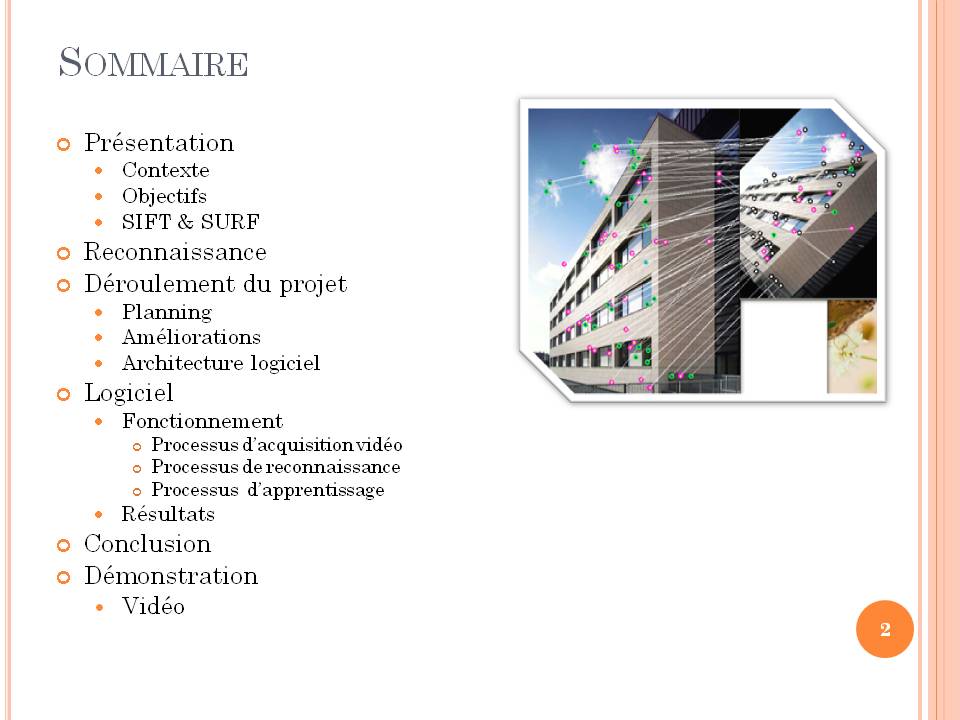 Sommaire
Présentation
Contexte
Objectifs
SIFT & SURF
Reconnaissance
Déroulement du projet
Planning
Améliorations
Architecture logiciel
Logiciel
Fonctionnement
Processus d'acquisition vidéo
Processus de reconnaissance
Processus d'apprentissage
Résultats
Conclusion
Démonstration
Vidéo
2